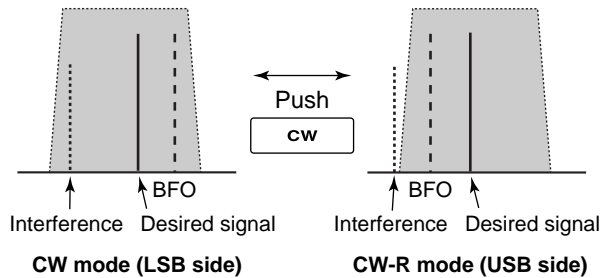 Push
CW
BFO
BFO
Interference
Desired signal
Interference
Desired signal
CW mode (LSB side)
CW-R mode (USB side)